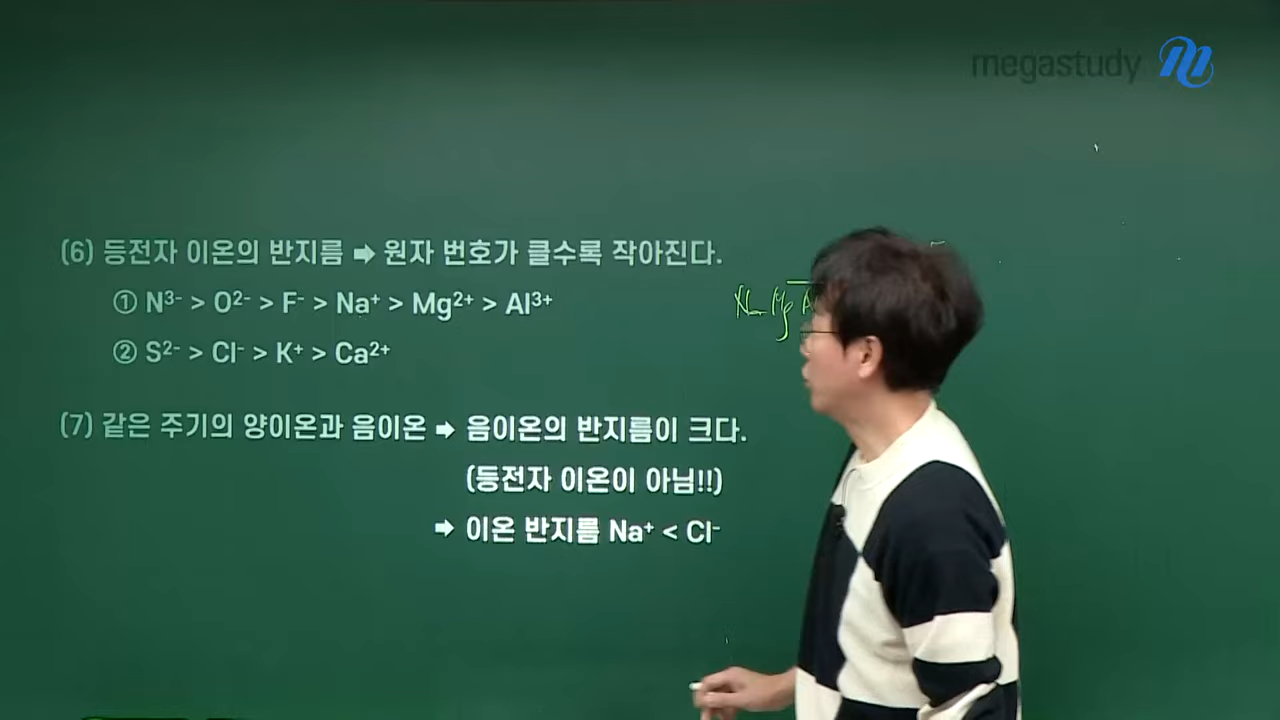 megastudy
(6) 등전자 이온의 반지름 ➡ 원자 번호가 클수록 작아진다.
① N³⁻ > O²⁻ > F⁻ > Na⁺ > Mg²⁺ > Al³⁺
② S²⁻ > Cl⁻ > K⁺ > Ca²⁺
(7) 같은 주기의 양이온과 음이온 ➡ 음이온의 반지름이 크다.
(등전자 이온이 아님!!)
➡ 이온 반지름 Na⁺ < Cl⁻
Mg